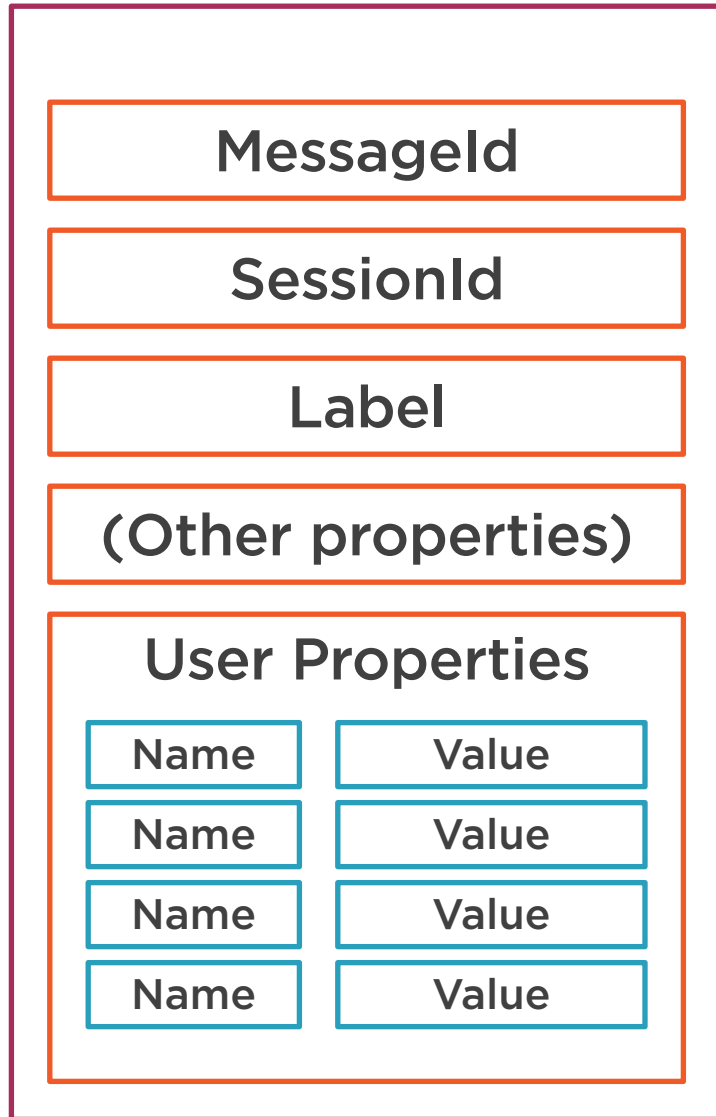 MessageId
SessionId
Label
(Other properties)
User Properties
Name Value
Name Value
Name Value
Name Value